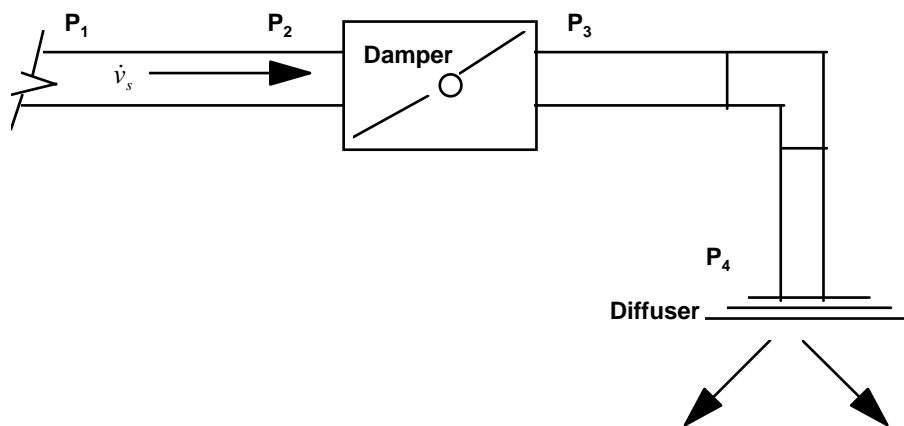 P₁ P₂ P₃
Damper
v̇ₛ
P₄
Diffuser